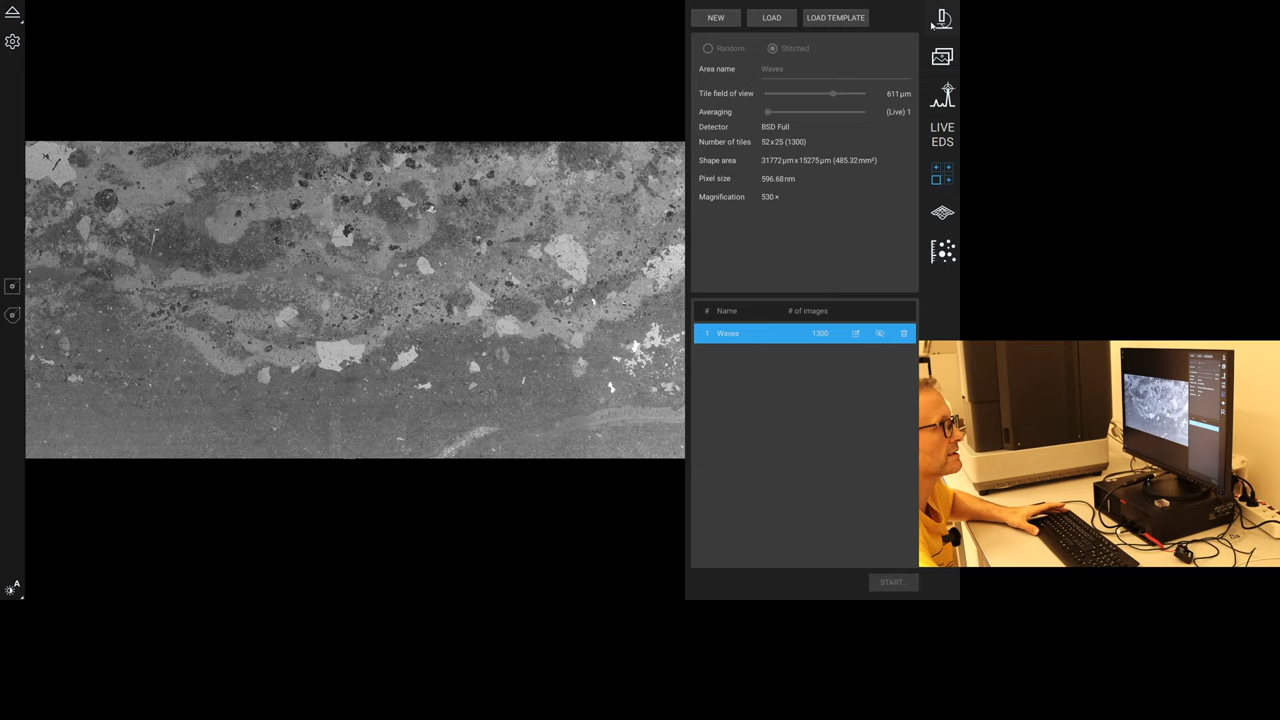 NEW LOAD LOAD TEMPLATE
Random Stitched
Area name Waves
Tile field of view 611 µm
Averaging (Live) 1
Detector BSD Full
Number of tiles 52 x 25 (1300)
Shape area 31772 µm x 15275 µm (485.32 mm²)
Pixel size 596.68 nm
Magnification 530 ×
LIVE
EDS
# Name # of images
1 Waves 1300
START...
A